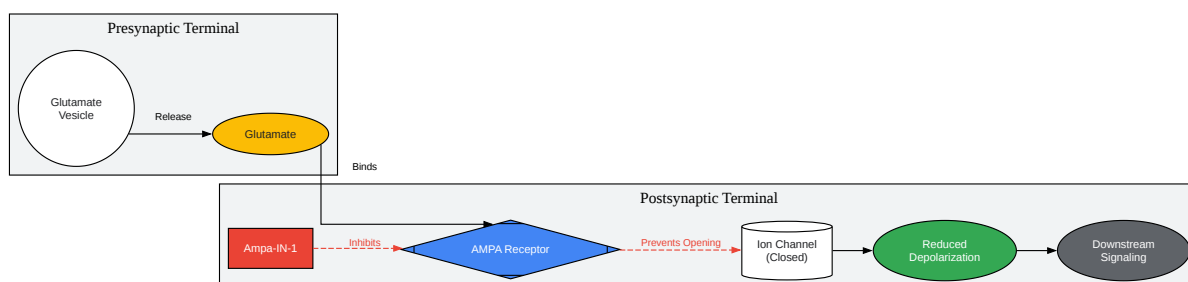 Presynaptic Terminal
Glutamate
Vesicle
Release
Glutamate
Binds
Postsynaptic Terminal
Ampa-IN-1
Inhibits
AMPA Receptor
Prevents Opening
Ion Channel
(Closed)
Reduced
Depolarization
Downstream
Signaling